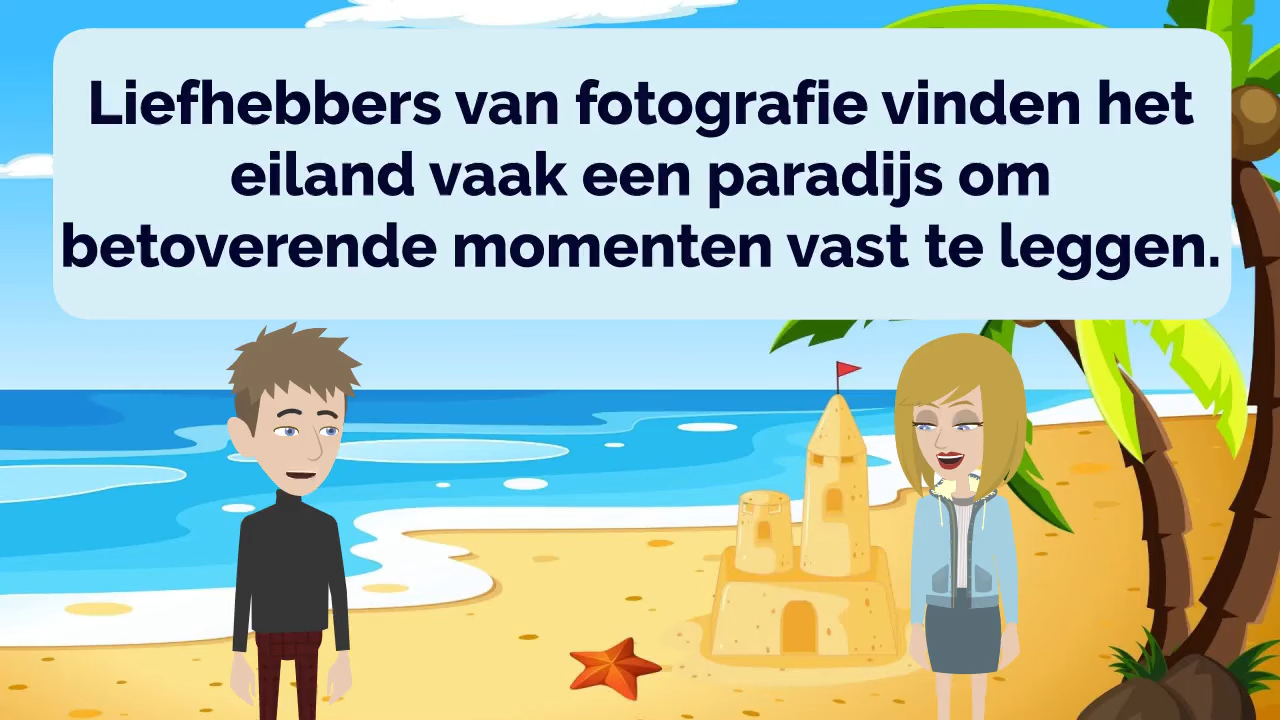 Liefhebbers van fotografie vinden het
eiland vaak een paradijs om
betoverende momenten vast te leggen.